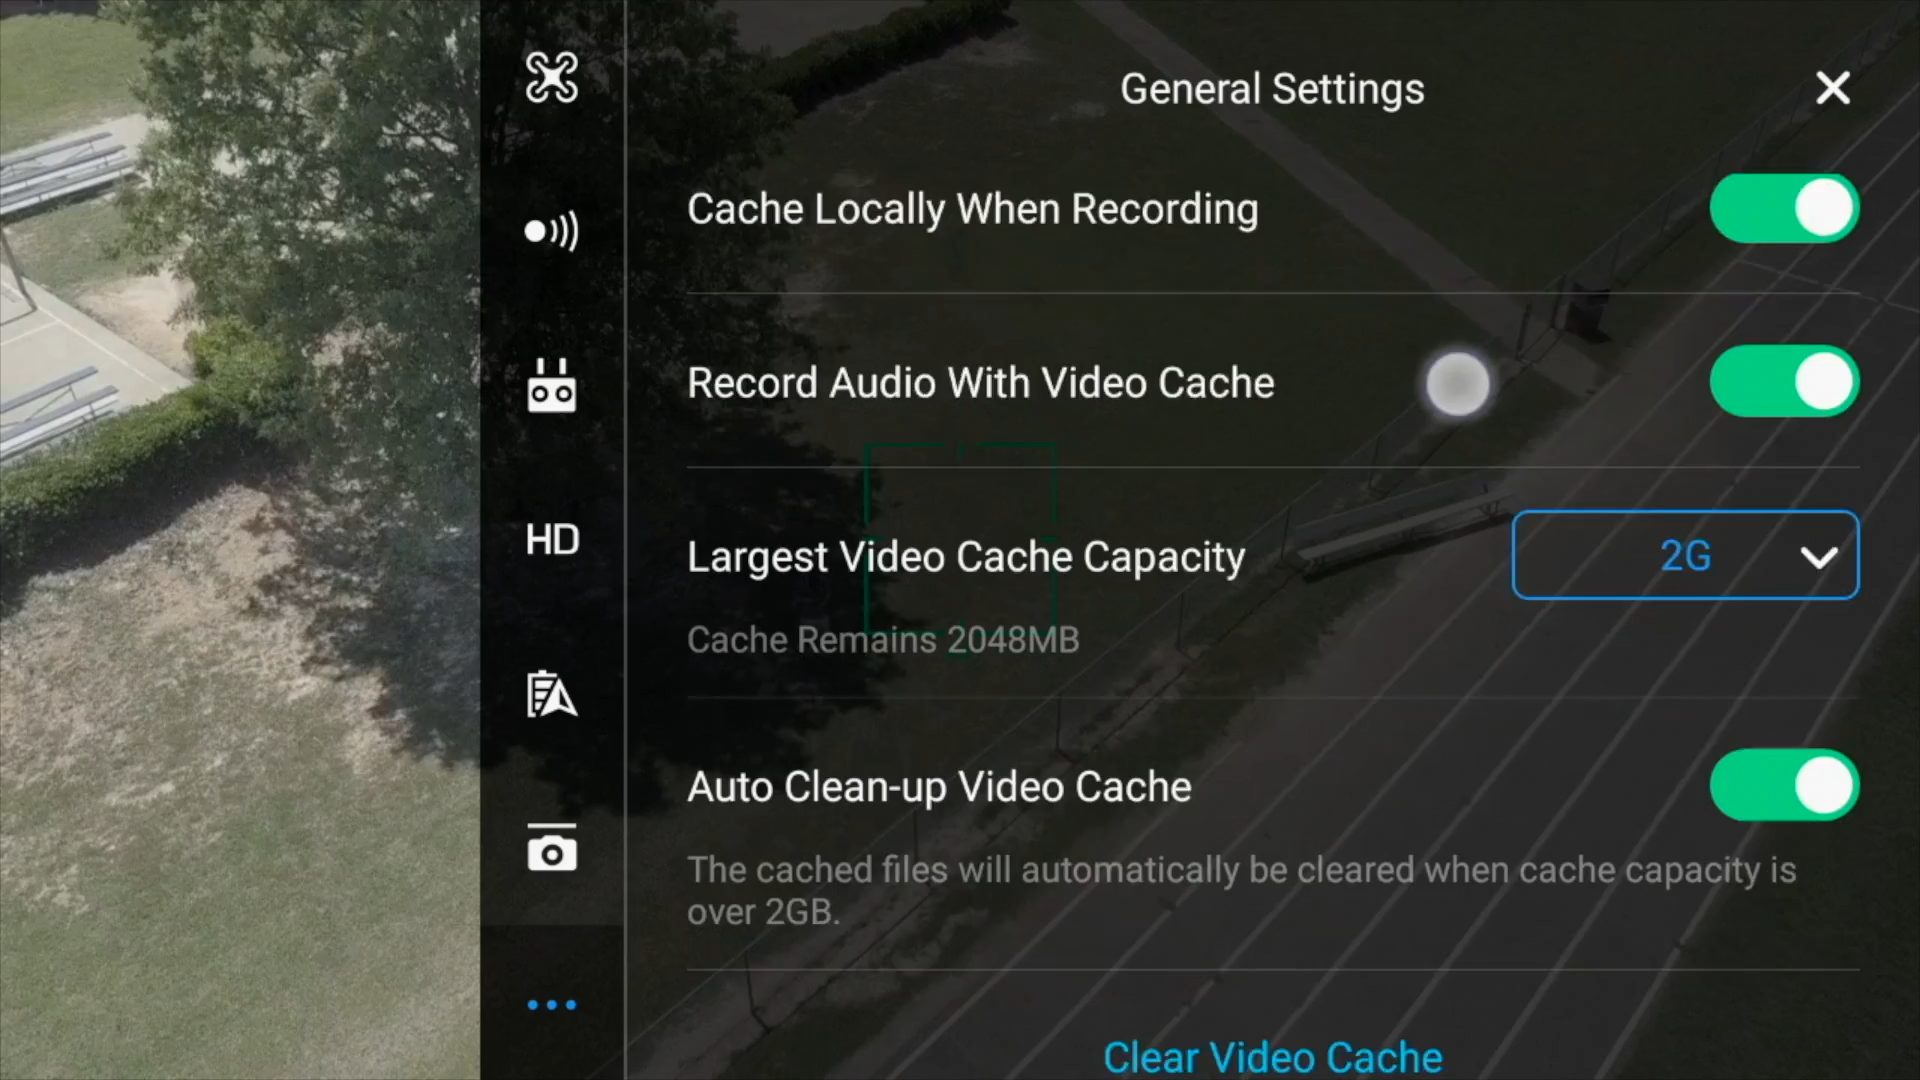 General Settings
Cache Locally When Recording
Record Audio With Video Cache
HD
Largest Video Cache Capacity
2G
Cache Remains 2048MB
Auto Clean-up Video Cache
The cached files will automatically be cleared when cache capacity is
over 2GB.
Clear Video Cache